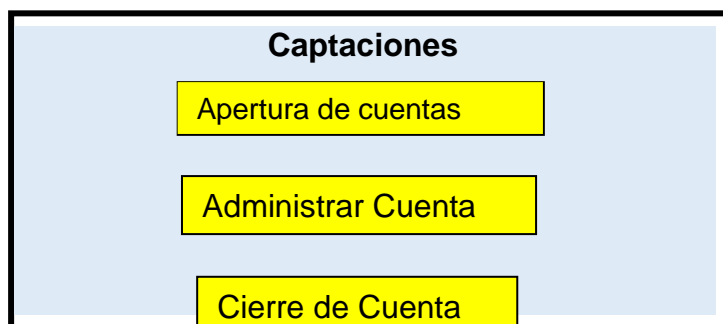 Captaciones
Apertura de cuentas
Administrar Cuenta
Cierre de Cuenta